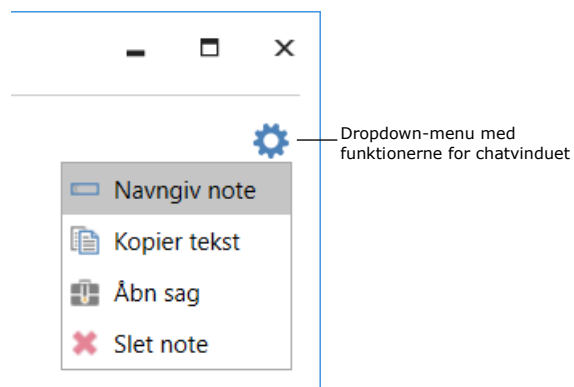 Dropdown-menu med
funktionerne for chatvinduet
Navngiv note
Kopier tekst
Åbn sag
Slet note